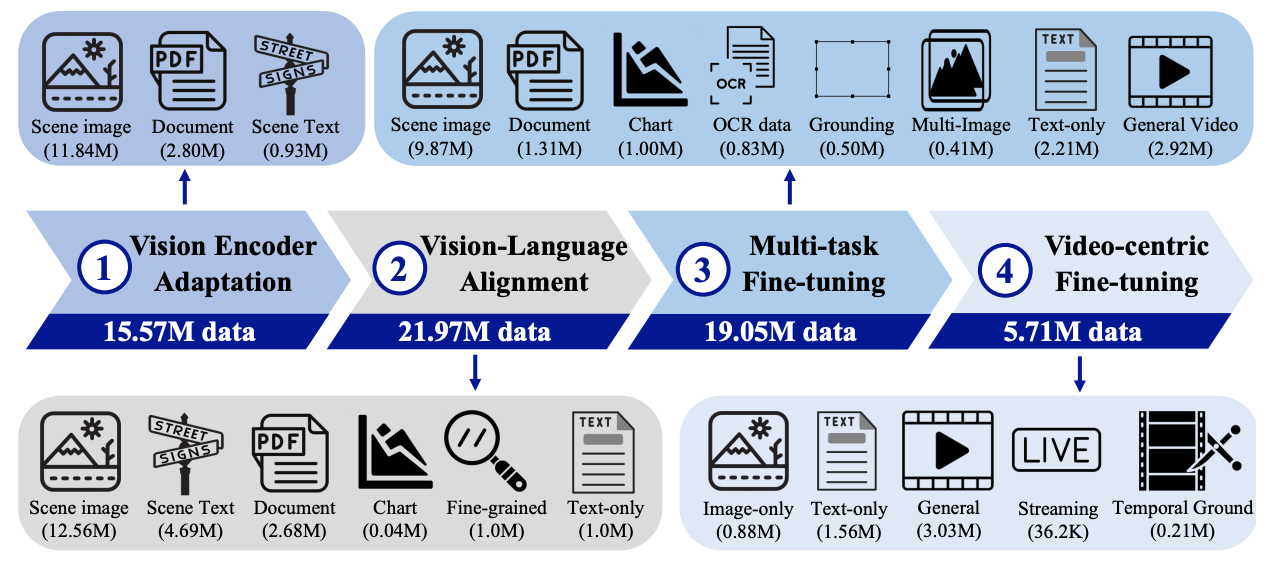 PDF
STREET
SIGNS
Scene image
(11.84M)
Document
(2.80M)
Scene Text
(0.93M)
PDF
OCR
TEXT
Scene image
(9.87M)
Document
(1.31M)
Chart
(1.00M)
OCR data
(0.83M)
Grounding
(0.50M)
Multi-Image
(0.41M)
Text-only
(2.21M)
General Video
(2.92M)
1
Vision Encoder
Adaptation
15.57M data
2
Vision-Language
Alignment
21.97M data
3
Multi-task
Fine-tuning
19.05M data
4
Video-centric
Fine-tuning
5.71M data
STREET
SIGNS
PDF
TEXT
Scene image
(12.56M)
Scene Text
(4.69M)
Document
(2.68M)
Chart
(0.04M)
Fine-grained
(1.0M)
Text-only
(1.0M)
TEXT
LIVE
Image-only
(0.88M)
Text-only
(1.56M)
General
(3.03M)
Streaming
(36.2K)
Temporal Ground
(0.21M)